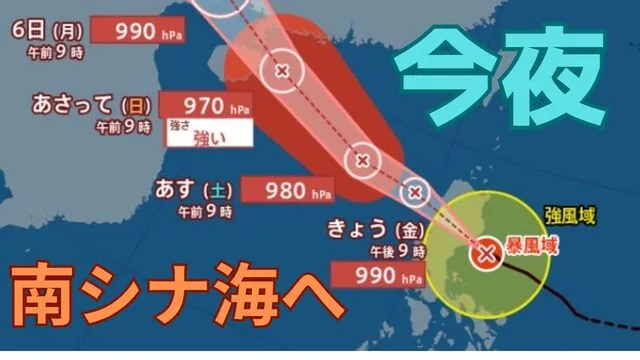 6日(月) 990 hPa
午前9時
今夜
あさって(日) 970 hPa
午前9時
強さ
強い
あす(土) 980 hPa
午前9時
きょう(金)
午後9時
990 hPa
強風域
暴風域
南シナ海へ